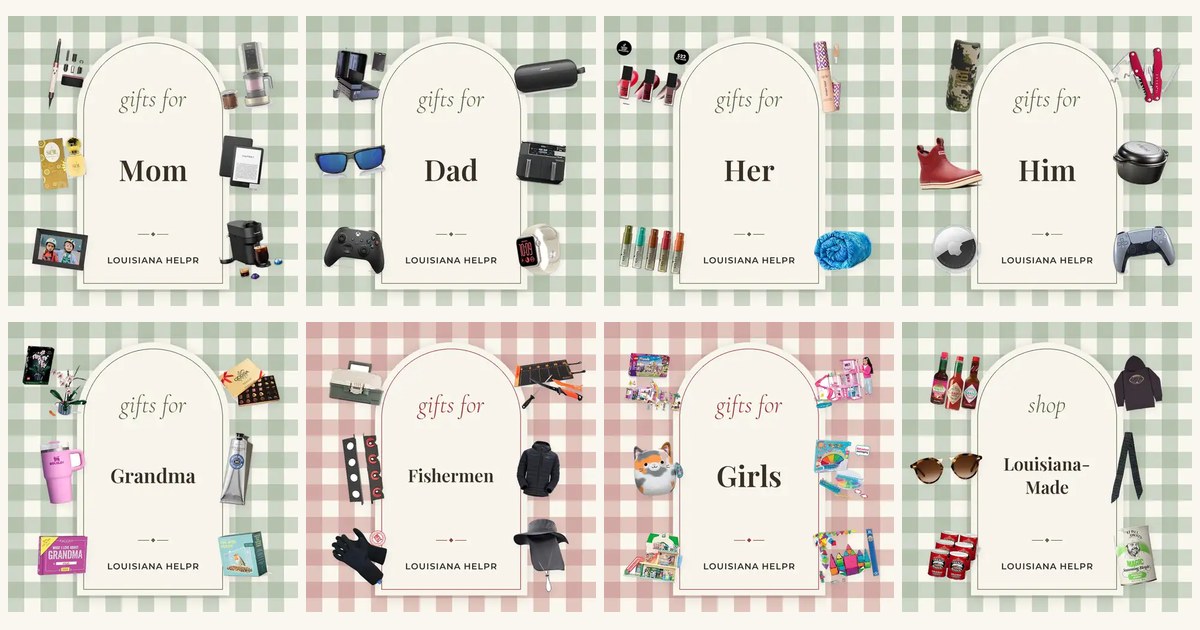 gifts for
Mom
LOUISIANA HELPR
gifts for
Dad
LOUISIANA HELPR
gifts for
Her
LOUISIANA HELPR
gifts for
Him
LOUISIANA HELPR
gifts for
Grandma
LOUISIANA HELPR
GRANDMA
gifts for
Fishermen
LOUISIANA HELPR
gifts for
Girls
LOUISIANA HELPR
shop
Louisiana-
Made
LOUISIANA HELPR